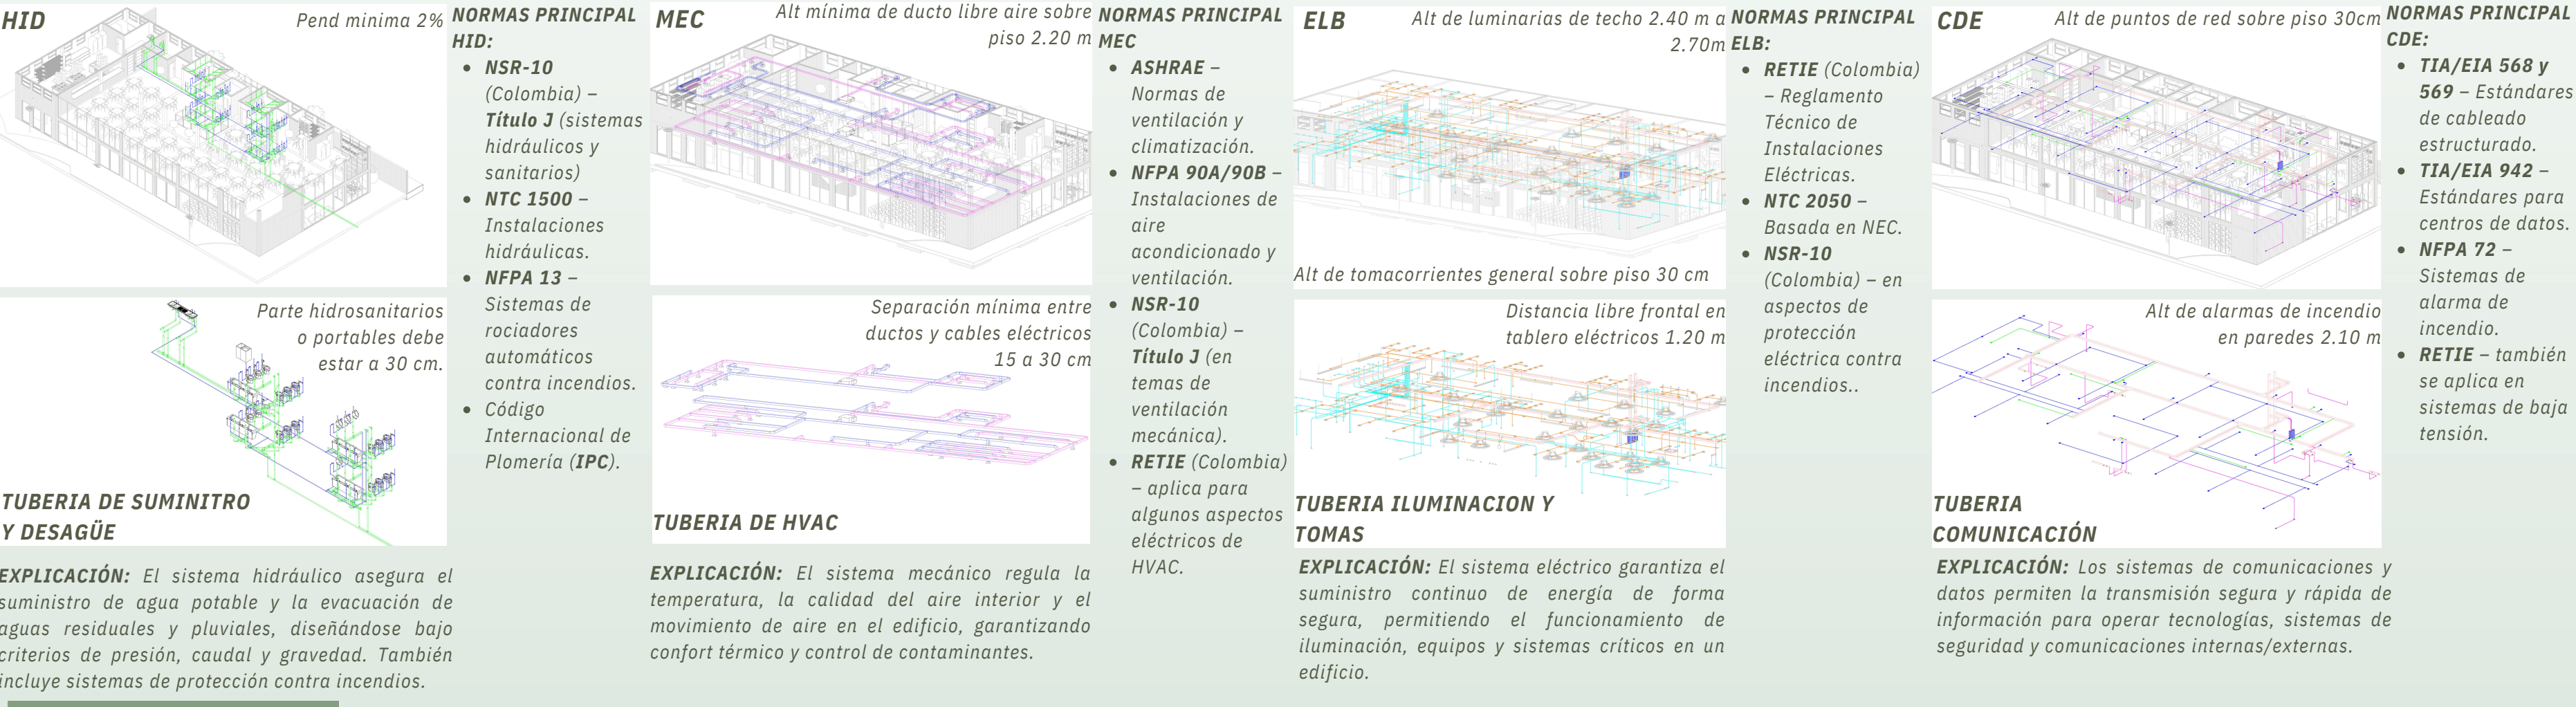 HID
Pend minima 2%
Parte hidrosanitarios
o portables debe
estar a 30 cm.
TUBERIA DE SUMINITRO
Y DESAGÜE
EXPLICACIÓN: El sistema hidráulico asegura el
suministro de agua potable y la evacuación de
aguas residuales y pluviales, diseñándose bajo
criterios de presión, caudal y gravedad. También
incluye sistemas de protección contra incendios.
NORMAS PRINCIPAL
HID:
• NSR-10
(Colombia) –
Título J (sistemas
hidráulicos y
sanitarios)
• NTC 1500 –
Instalaciones
hidráulicas.
• NFPA 13 –
Sistemas de
rociadores
automáticos
contra incendios.
• Código
Internacional de
Plomería (IPC).
MEC
Alt mínima de ducto libre aire sobre
piso 2.20 m
Separación mínima entre
ductos y cables eléctricos
15 a 30 cm
TUBERIA DE HVAC
EXPLICACIÓN: El sistema mecánico regula la
temperatura, la calidad del aire interior y el
movimiento de aire en el edificio, garantizando
confort térmico y control de contaminantes.
NORMAS PRINCIPAL
MEC
• ASHRAE –
Normas de
ventilación y
climatización.
• NFPA 90A/90B –
Instalaciones de
aire
acondicionado y
ventilación.
• NSR-10
(Colombia) –
Título J (en
temas de
ventilación
mecánica).
• RETIE (Colombia)
– aplica para
algunos aspectos
eléctricos de
HVAC.
ELB
Alt de luminarias de techo 2.40 m a
2.70m
Alt de tomacorrientes general sobre piso 30 cm
Distancia libre frontal en
tablero eléctricos 1.20 m
TUBERIA ILUMINACION Y
TOMAS
EXPLICACIÓN: El sistema eléctrico garantiza el
suministro continuo de energía de forma
segura, permitiendo el funcionamiento de
iluminación, equipos y sistemas críticos en un
edificio.
NORMAS PRINCIPAL
ELB:
• RETIE (Colombia)
– Reglamento
Técnico de
Instalaciones
Eléctricas.
• NTC 2050 –
Basada en NEC.
• NSR-10
(Colombia) – en
aspectos de
protección
eléctrica contra
incendios..
CDE
Alt de puntos de red sobre piso 30cm
Alt de alarmas de incendio
en paredes 2.10 m
TUBERIA
COMUNICACIÓN
EXPLICACIÓN: Los sistemas de comunicaciones y
datos permiten la transmisión segura y rápida de
información para operar tecnologías, sistemas de
seguridad y comunicaciones internas/externas.
NORMAS PRINCIPAL
CDE:
• TIA/EIA 568 y
569 – Estándares
de cableado
estructurado.
• TIA/EIA 942 –
Estándares para
centros de datos.
• NFPA 72 –
Sistemas de
alarma de
incendio.
• RETIE – también
se aplica en
sistemas de baja
tensión.